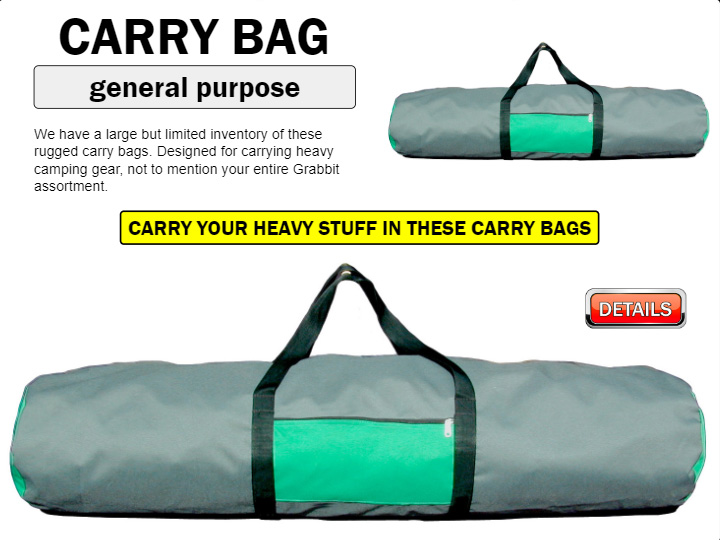 CARRY BAG
general purpose
We have a large but limited inventory of these
rugged carry bags. Designed for carrying heavy
camping gear, not to mention your entire Grabbit
assortment.
CARRY YOUR HEAVY STUFF IN THESE CARRY BAGS
DETAILS